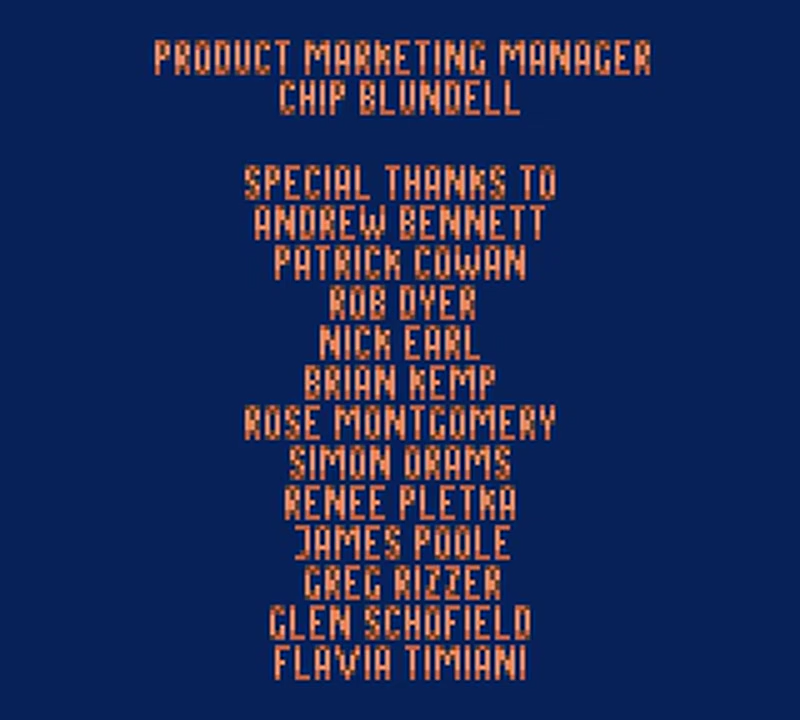 PRODUCT MARKETING MANAGER
CHIP BLUNDELL
SPECIAL THANKS TO
ANDREW BENNETT
PATRICK COWAN
ROB DYER
NICK EARL
BRIAN KEMP
ROSE MONTGOMERY
SIMON ORAMS
RENEE PLETKA
JAMES POOLE
GREG RIZZER
GLEN SCHOFIELD
FLAVIA TIMIANI